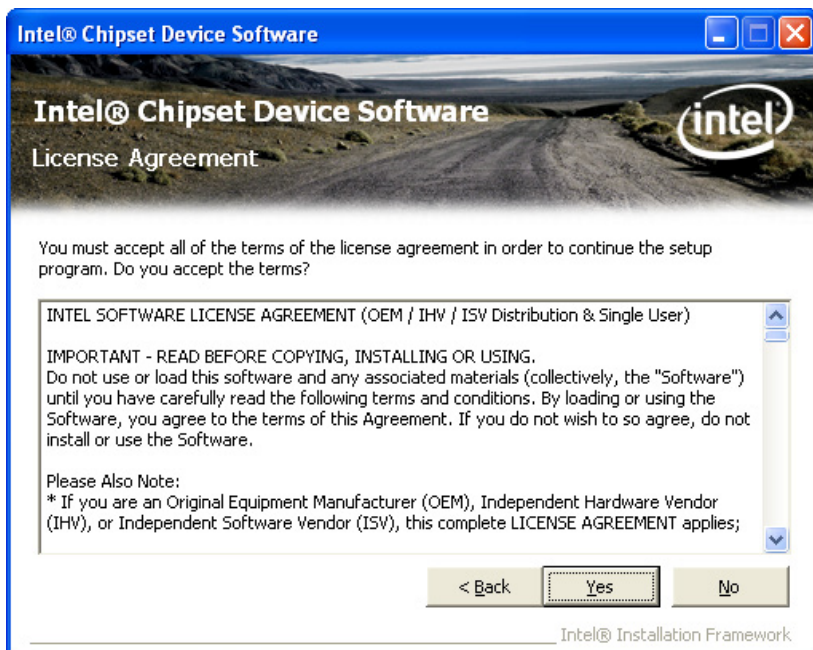 Intel® Chipset Device Software
Intel® Chipset Device Software
intel
License Agreement
You must accept all of the terms of the license agreement in order to continue the setup
program. Do you accept the terms?
INTEL SOFTWARE LICENSE AGREEMENT (OEM / IHV / ISV Distribution & Single User)
IMPORTANT - READ BEFORE COPYING, INSTALLING OR USING.
Do not use or load this software and any associated materials (collectively, the "Software")
until you have carefully read the following terms and conditions. By loading or using the
Software, you agree to the terms of this Agreement. If you do not wish to so agree, do not
install or use the Software.
Please Also Note:
* If you are an Original Equipment Manufacturer (OEM), Independent Hardware Vendor
(IHV), or Independent Software Vendor (ISV), this complete LICENSE AGREEMENT applies;
< Back Yes No
Intel® Installation Framework